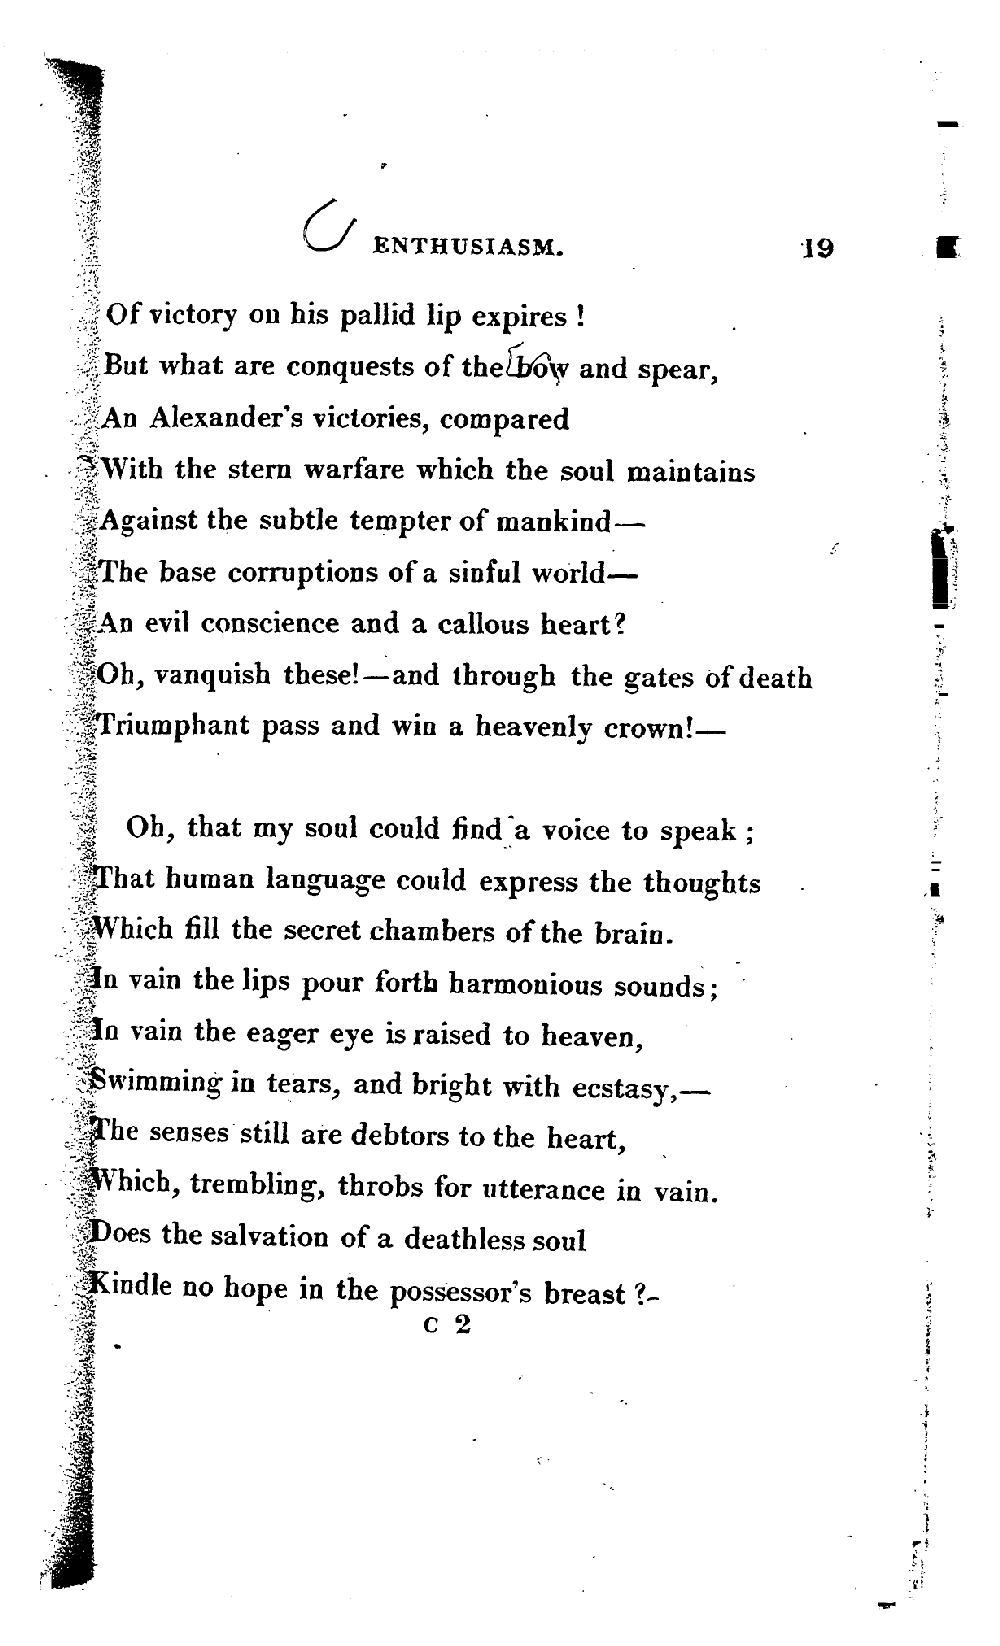 ENTHUSIASM. 19
Of victory on his pallid lip expires !
But what are conquests of the bow and spear,
An Alexander's victories, compared
With the stern warfare which the soul maintains
Against the subtle tempter of mankind—
The base corruptions of a sinful world—
An evil conscience and a callous heart?
Oh, vanquish these!—and through the gates of death
Triumphant pass and win a heavenly crown!—
Oh, that my soul could find a voice to speak ;
That human language could express the thoughts
Which fill the secret chambers of the brain.
In vain the lips pour forth harmonious sounds;
In vain the eager eye is raised to heaven,
Swimming in tears, and bright with ecstasy,—
The senses still are debtors to the heart,
Which, trembling, throbs for utterance in vain.
Does the salvation of a deathless soul
Kindle no hope in the possessor's breast ?-
C 2